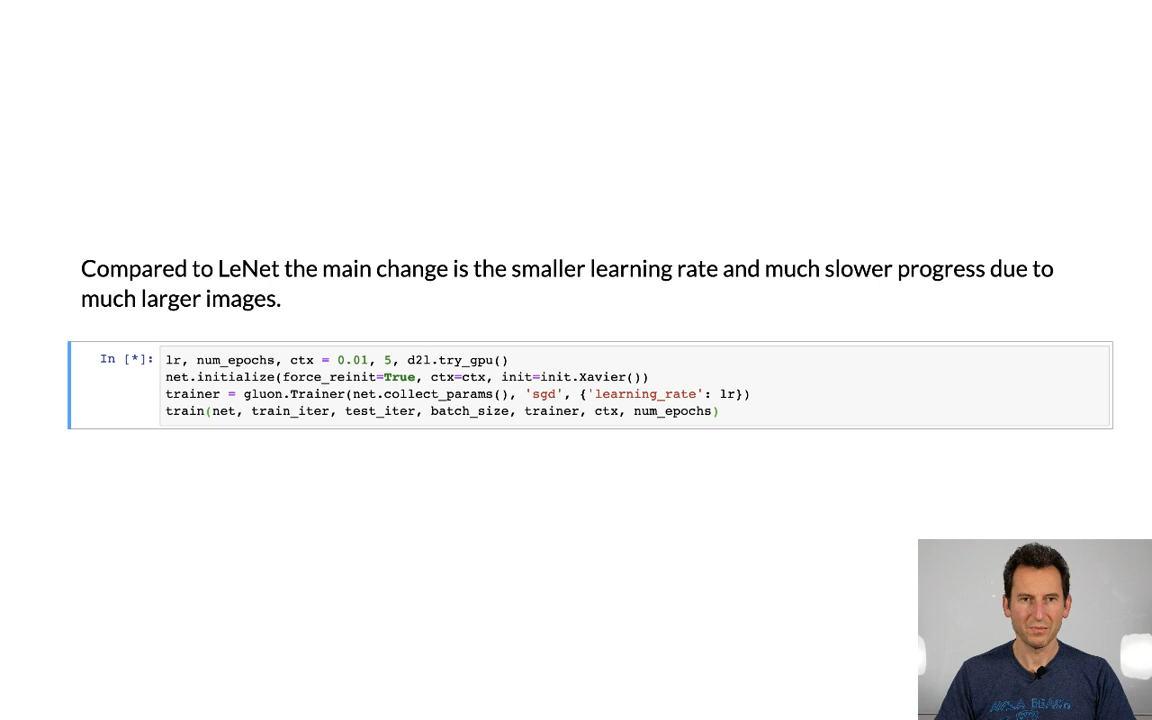 Compared to LeNet the main change is the smaller learning rate and much slower progress due to
much larger images.
In [*]: lr, num_epochs, ctx = 0.01, 5, d2l.try_gpu()
net.initialize(force_reinit=True, ctx=ctx, init=init.Xavier())
trainer = gluon.Trainer(net.collect_params(), 'sgd', {'learning_rate': lr})
train(net, train_iter, test_iter, batch_size, trainer, ctx, num_epochs)